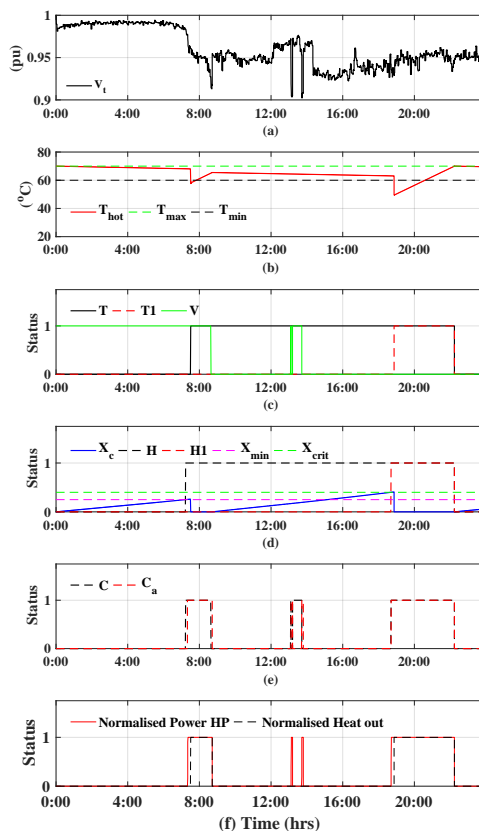 (pu)
1
0.95
0.9
V_t
0:00 4:00 8:00 12:00 16:00 20:00
(a)
(°C)
80
60
40
20
T_hot T_max T_min
0:00 4:00 8:00 12:00 16:00 20:00
(b)
Status
1
0
T T1 V
0:00 4:00 8:00 12:00 16:00 20:00
(c)
Status
X_c H H1 X_min X_crit
1
0
0:00 4:00 8:00 12:00 16:00 20:00
(d)
Status
C C_a
1
0
0:00 4:00 8:00 12:00 16:00 20:00
(e)
Status
Normalised Power HP Normalised Heat out
1
0
0:00 4:00 8:00 12:00 16:00 20:00
(f) Time (hrs)